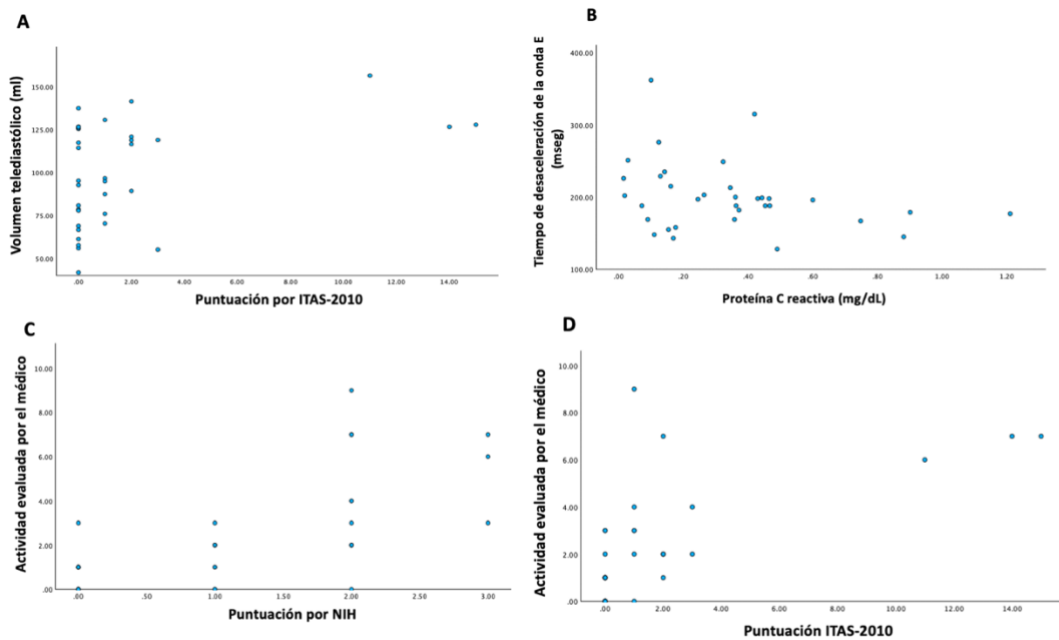 A
Volumen telediastólico (ml)
150.00
125.00
100.00
75.00
50.00
.00 2.00 4.00 6.00 8.00 10.00 12.00 14.00
Puntuación por ITAS-2010
B
Tiempo de desaceleración de la onda E
(mseg)
400.00
300.00
200.00
100.00
.00 .20 .40 .60 .80 1.00 1.20
Proteína C reactiva (mg/dL)
C
Actividad evaluada por el médico
10.00
8.00
6.00
4.00
2.00
.00
.00 .50 1.00 1.50 2.00 2.50 3.00
Puntuación por NIH
D
Actividad evaluada por el médico
10.00
8.00
6.00
4.00
2.00
.00
.00 2.00 4.00 6.00 8.00 10.00 12.00 14.00
Puntuación ITAS-2010